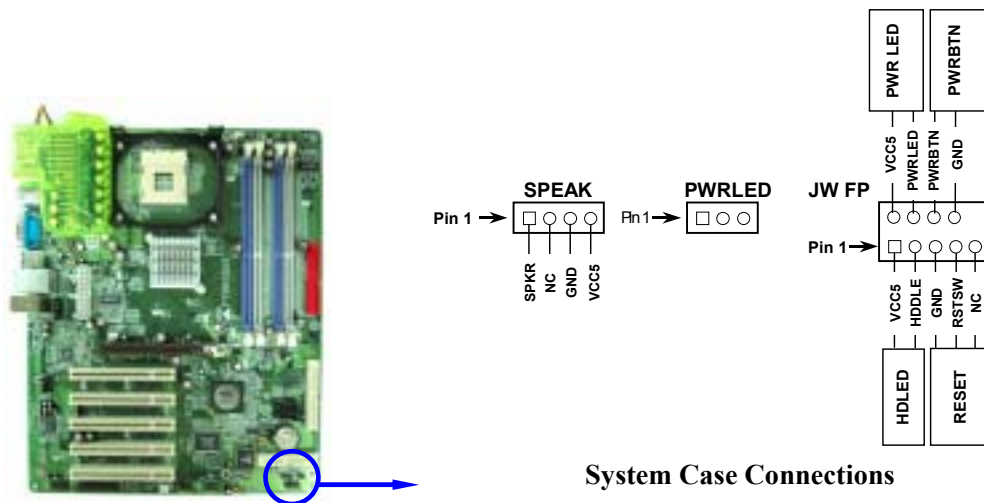 PWR LED
PWRBTN
VCC5
PWRLED
PWRBTN
GND
SPEAK
PWRLED
JW FP
Pin 1
Pin 1
Pin 1
SPKR
NC
GND
VCC5
VCC5
HDDLE
GND
RSTSW
NC
HDLED
RESET
System Case Connections